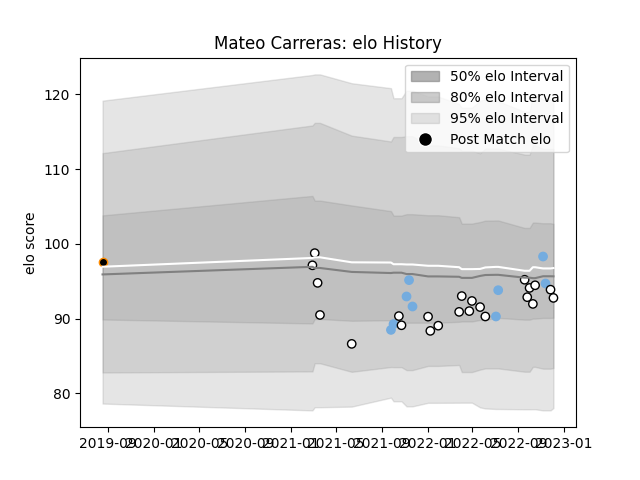 Mateo Carreras: elo History
50% elo Interval
80% elo Interval
95% elo Interval
Post Match elo
elo score
120
110
100
90
80
2019-09 2020-01 2020-05 2020-09 2021-01 2021-05 2021-09 2022-01 2022-05 2022-09 2023-01